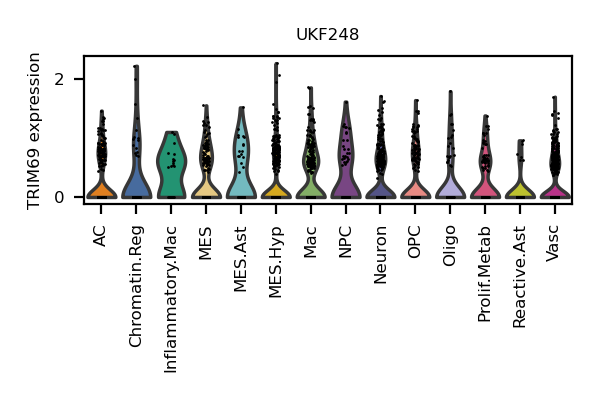 UKF248
TRIM69 expression
2
0
AC
Chromatin.Reg
Inflammatory.Mac
MES
MES.Ast
MES.Hyp
Mac
NPC
Neuron
OPC
Oligo
Prolif.Metab
Reactive.Ast
Vasc